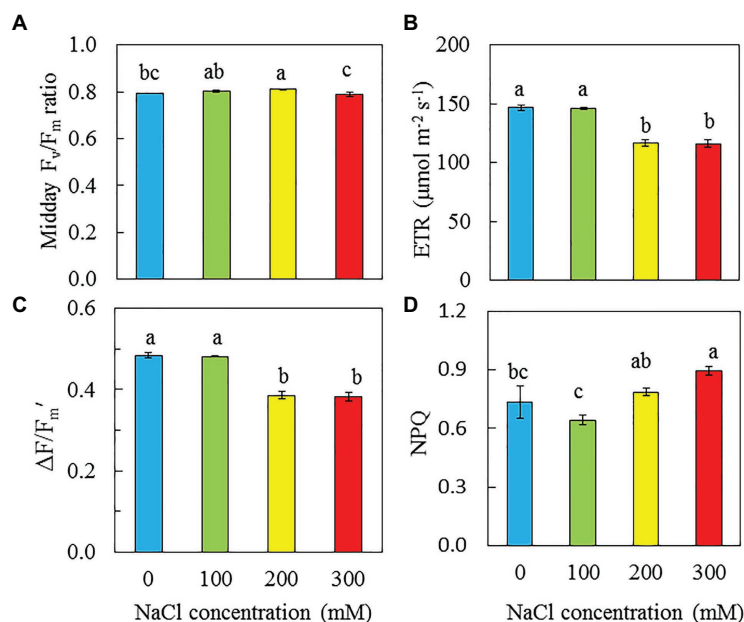 A
Midday Fv/Fm ratio
1.0
0.8
0.6
0.4
0.2
0.0
bc
ab
a
c
B
ETR (μmol m-2 s-1)
200
150
100
50
0
a
a
b
b
C
ΔF/Fm′
0.6
0.4
0.2
0.0
a
a
b
b
0
100
200
300
NaCl concentration (mM)
D
NPQ
1.2
0.9
0.6
0.3
0.0
bc
c
ab
a
0
100
200
300
NaCl concentration (mM)